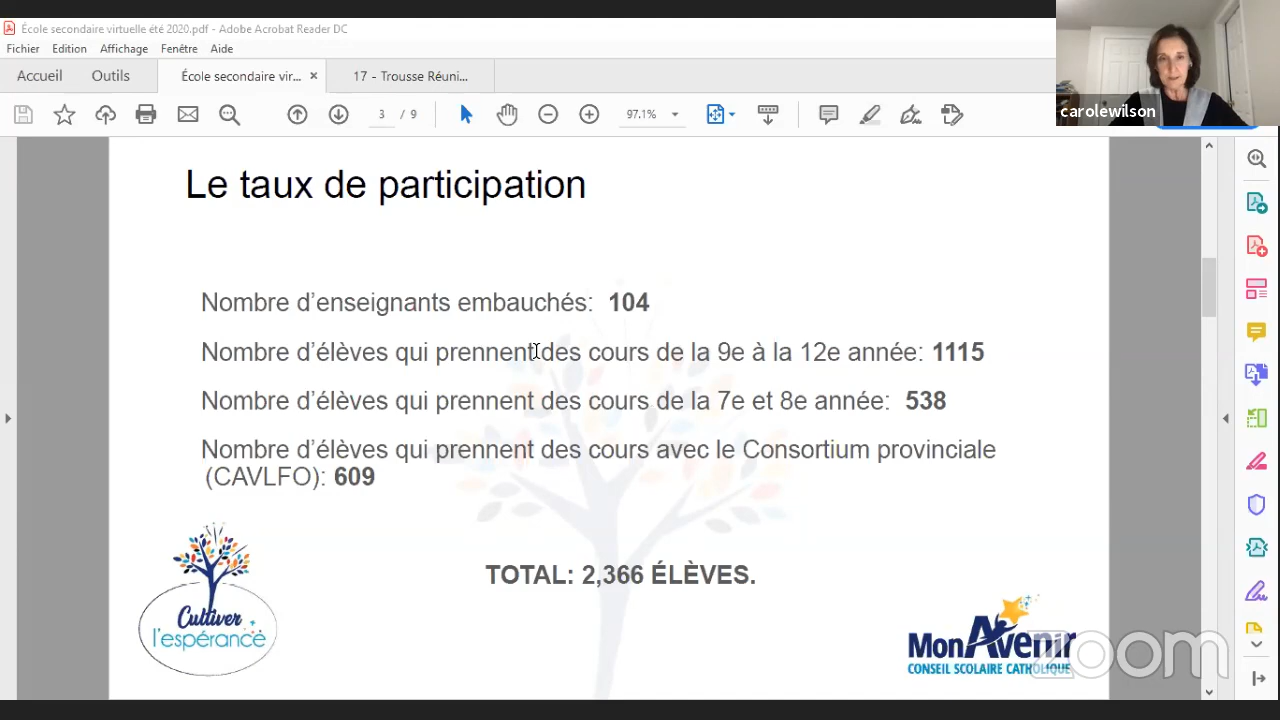 École secondaire virtuelle été 2020.pdf - Adobe Acrobat Reader DC
Fichier Edition Affichage Fenêtre Aide
Accueil Outils École secondaire vir... × 17 - Trousse Réuni...
3 / 9 97.1%
carolewilson
Le taux de participation
Nombre d’enseignants embauchés: 104
Nombre d’élèves qui prennent des cours de la 9e à la 12e année: 1115
Nombre d’élèves qui prennent des cours de la 7e et 8e année: 538
Nombre d’élèves qui prennent des cours avec le Consortium provinciale
(CAVLFO): 609
TOTAL: 2,366 ÉLÈVES.
Cultiver
l’espérance
MonAvenir
CONSEIL SCOLAIRE CATHOLIQUE
zoom